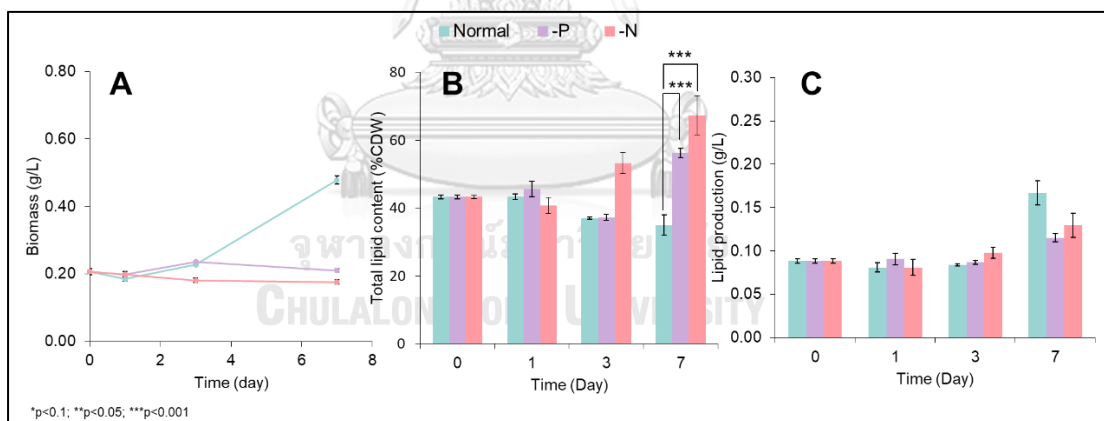 Normal -P -N
A
Biomass (g/L)
0.80
0.60
0.40
0.20
0.00
0 2 4 6 8
Time (day)
B
Total lipid content (%CDW)
80
60
40
20
0
***
***
0 1 3 7
Time (Day)
C
Lipid production (g/L)
0.30
0.25
0.20
0.15
0.10
0.05
0.00
0 1 3 7
Time (Day)
*p<0.1; **p<0.05; ***p<0.001